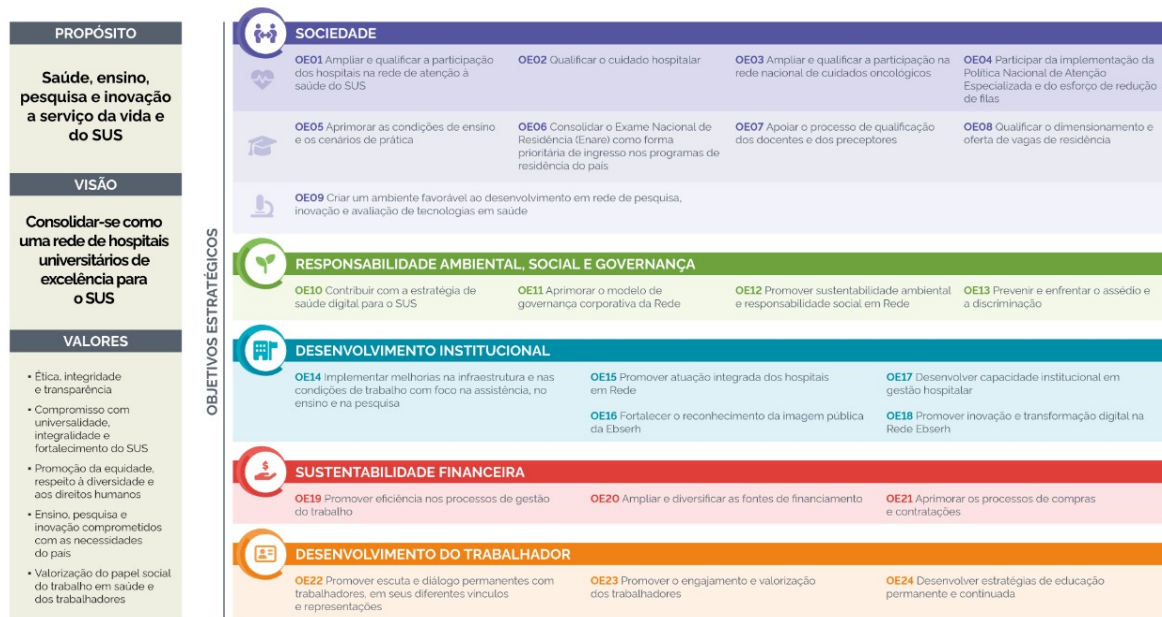 PROPÓSITO
Saúde, ensino,
pesquisa e inovação
a serviço da vida e
do SUS
VISÃO
Consolidar-se como
uma rede de hospitais
universitários de
excelência para
o SUS
VALORES
▪ Ética, integridade
e transparência
▪ Compromisso com
universalidade,
integralidade e
fortalecimento do SUS
▪ Promoção da equidade,
respeito à diversidade e
aos direitos humanos
▪ Ensino, pesquisa e
inovação comprometidos
com as necessidades
do país
▪ Valorização do papel social
do trabalho em saúde e
dos trabalhadores
OBJETIVOS ESTRATÉGICOS
SOCIEDADE
OE01 Ampliar e qualificar a participação
dos hospitais na rede de atenção à
saúde do SUS
OE02 Qualificar o cuidado hospitalar
OE03 Ampliar e qualificar a participação na
rede nacional de cuidados oncológicos
OE04 Participar da implementação da
Política Nacional de Atenção
Especializada e do esforço de redução
de filas
OE05 Aprimorar as condições de ensino
e os cenários de prática
OE06 Consolidar o Exame Nacional de
Residência (Enare) como forma
prioritária de ingresso nos programas de
residência do país
OE07 Apoiar o processo de qualificação
dos docentes e dos preceptores
OE08 Qualificar o dimensionamento e
oferta de vagas de residência
OE09 Criar um ambiente favorável ao desenvolvimento em rede de pesquisa,
inovação e avaliação de tecnologias em saúde
RESPONSABILIDADE AMBIENTAL, SOCIAL E GOVERNANÇA
OE10 Contribuir com a estratégia de
saúde digital para o SUS
OE11 Aprimorar o modelo de
governança corporativa da Rede
OE12 Promover sustentabilidade ambiental
e responsabilidade social em Rede
OE13 Prevenir e enfrentar o assédio e
a discriminação
DESENVOLVIMENTO INSTITUCIONAL
OE14 Implementar melhorias na infraestrutura e nas
condições de trabalho com foco na assistência, no
ensino e na pesquisa
OE15 Promover atuação integrada dos hospitais
em Rede
OE16 Fortalecer o reconhecimento da imagem pública
da Ebserh
OE17 Desenvolver capacidade institucional em
gestão hospitalar
OE18 Promover inovação e transformação digital na
Rede Ebserh
SUSTENTABILIDADE FINANCEIRA
OE19 Promover eficiência nos processos de gestão
do trabalho
OE20 Ampliar e diversificar as fontes de financiamento
OE21 Aprimorar os processos de compras
e contratações
DESENVOLVIMENTO DO TRABALHADOR
OE22 Promover escuta e diálogo permanentes com
trabalhadores, em seus diferentes vínculos
e representações
OE23 Promover o engajamento e valorização
dos trabalhadores
OE24 Desenvolver estratégias de educação
permanente e continuada